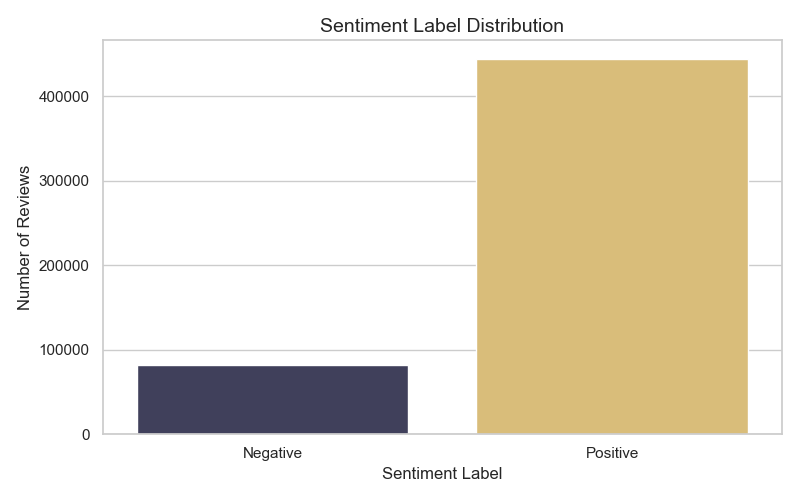 Sentiment Label Distribution
Number of Reviews
400000
300000
200000
100000
0
Negative
Positive
Sentiment Label